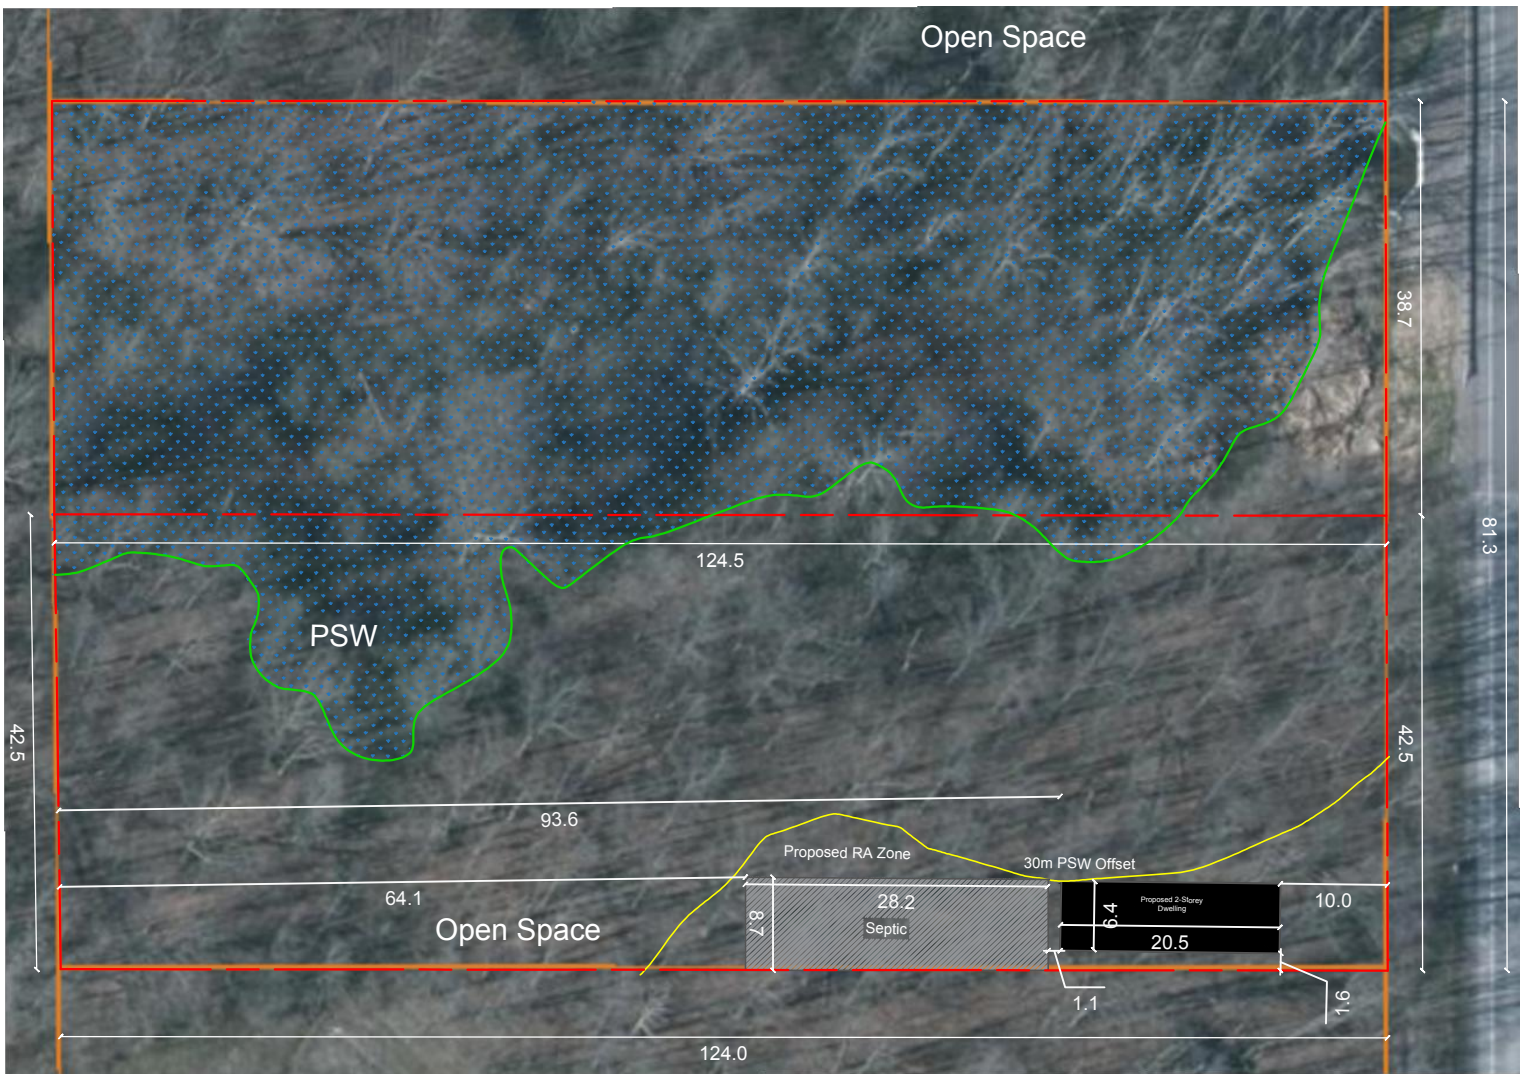 Open Space
38.7
81.3
124.5
PSW
42.5
42.5
93.6
Proposed RA Zone
30m PSW Offset
64.1
28.2
8.7
Septic
6.4
Proposed 2-Storey
Dwelling
20.5
10.0
Open Space
1.1
1.6
124.0